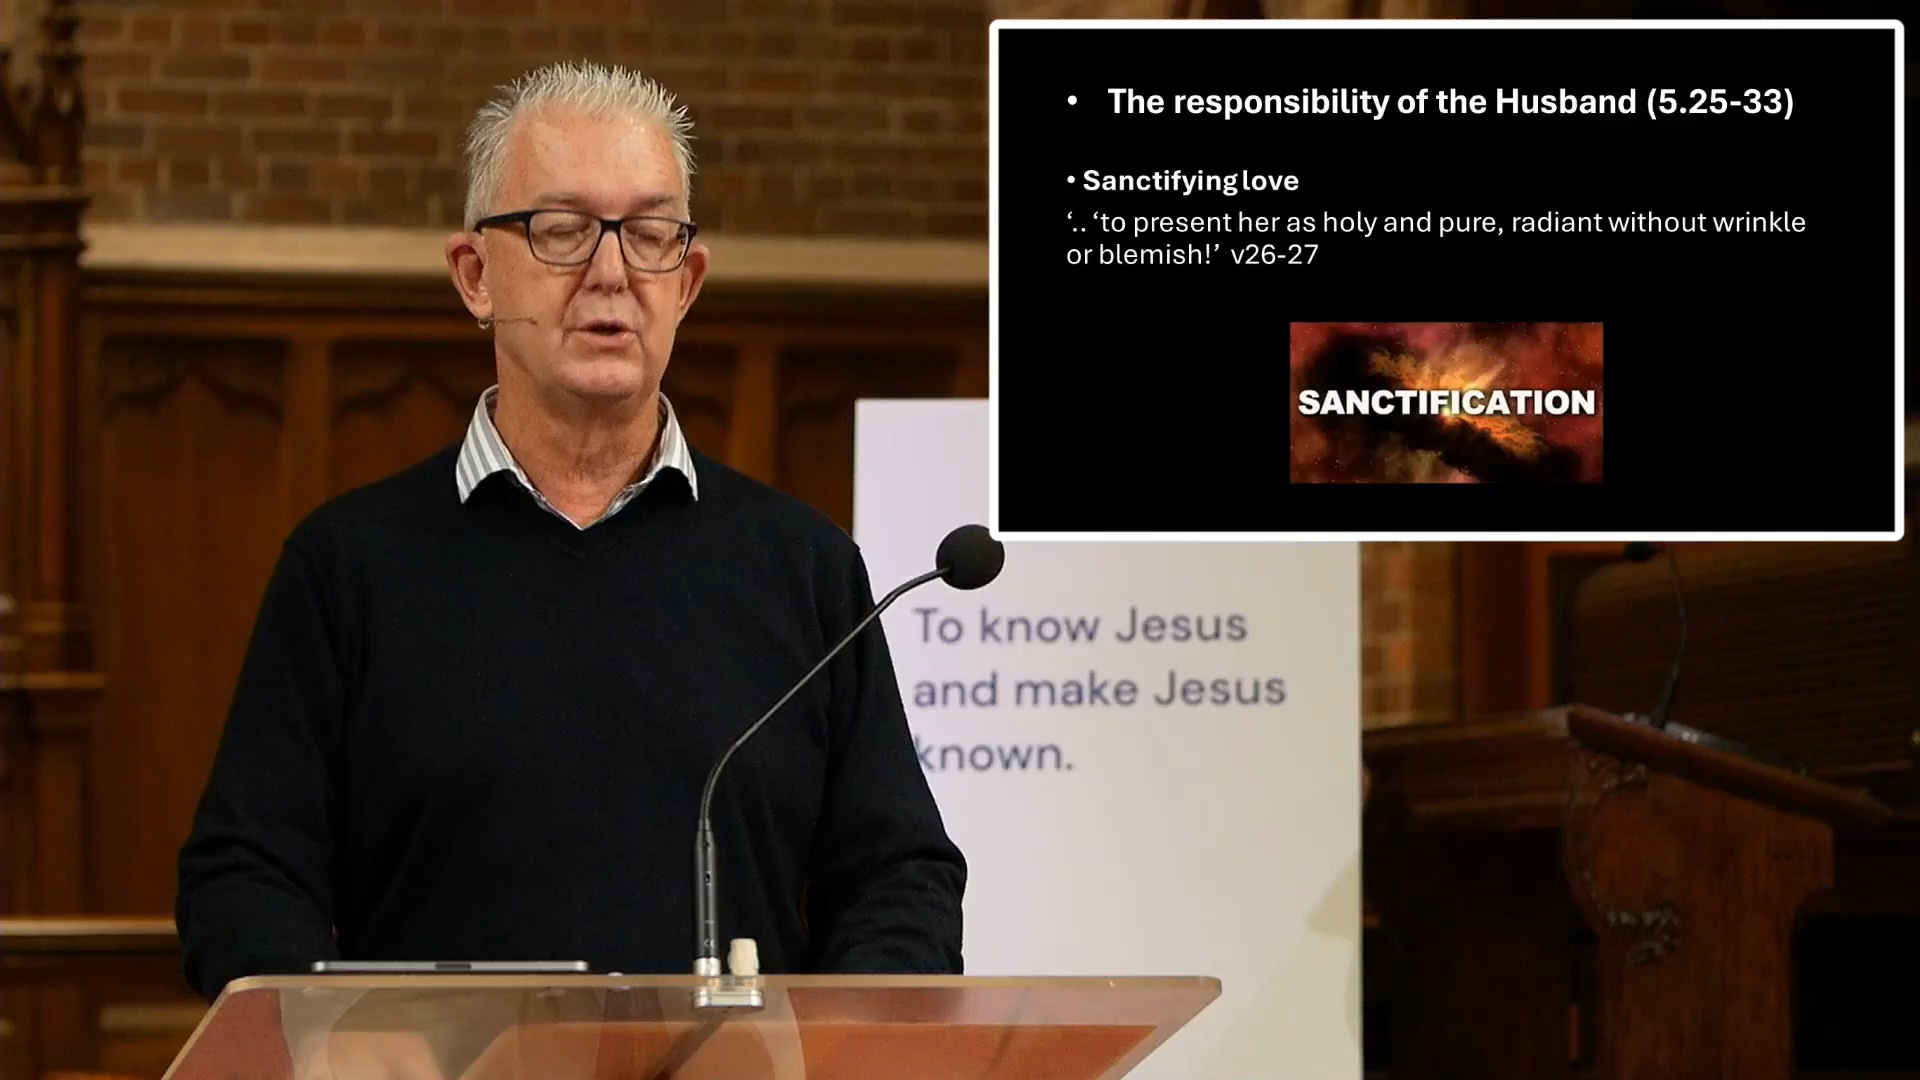 • The responsibility of the Husband (5.25-33)
• Sanctifying love
‘.. ‘to present her as holy and pure, radiant without wrinkle
or blemish!’ v26-27
SANCTIFICATION
To know Jesus
and make Jesus
known.